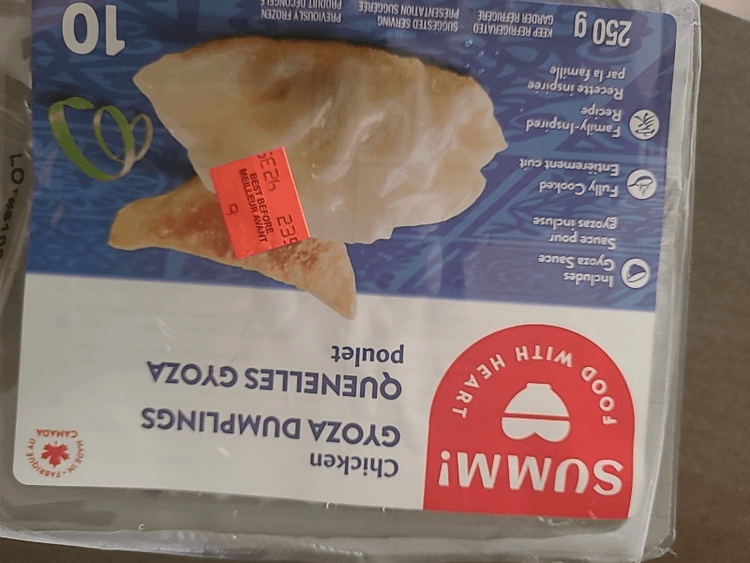 SUMM!
FOOD WITH HEART
Chicken
GYOZA DUMPLINGS
QUENELLES GYOZA
poulet
MADE IN - FABRIQUÉ AU
CANADA
Includes
Gyoza Sauce
Sauce pour
gyozas incluse
Fully Cooked
Entièrement cuit
Family-Inspired
Recipe
Recette inspirée
par la famille
BEST BEFORE
MEILLEUR AVANT
250 g
KEEP REFRIGERATED
GARDER RÉFRIGÉRÉ
SUGGESTED SERVING
PRÉSENTATION SUGGÉRÉE
PREVIOUSLY FROZEN
PRODUIT DÉCONGELÉ
10